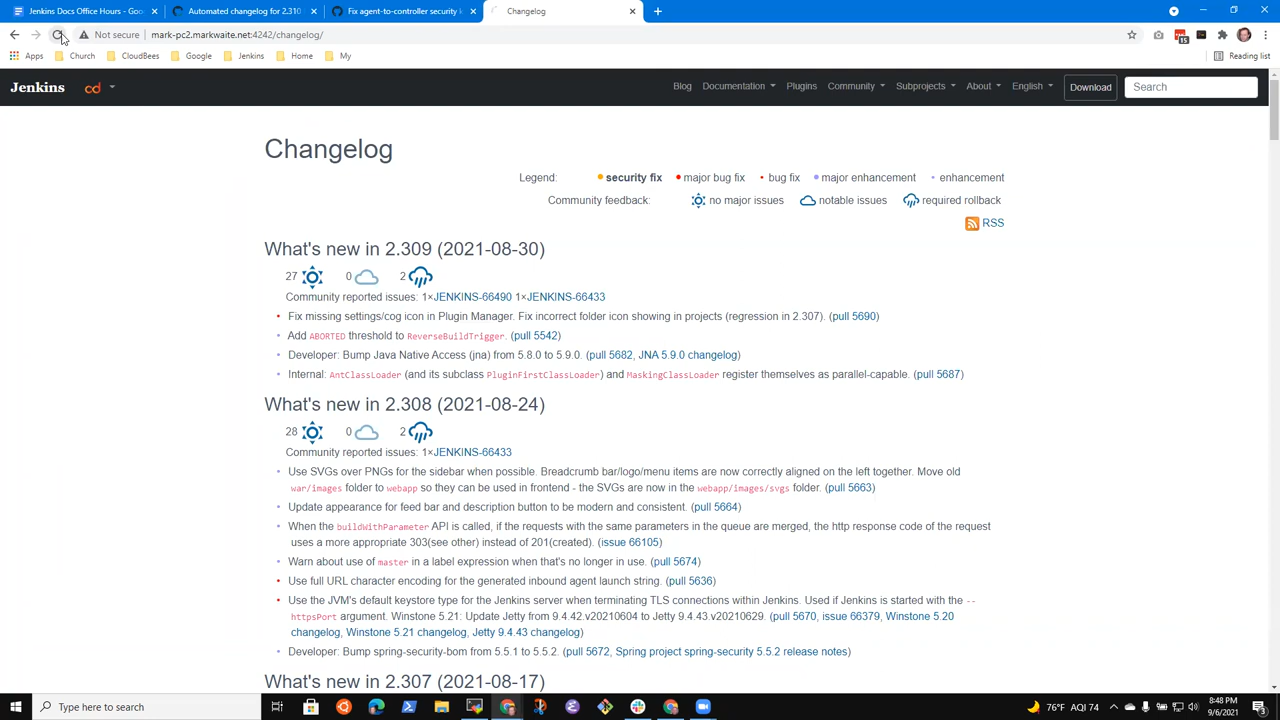 Jenkins Docs Office Hours - Goo
Automated changelog for 2.310
Fix agent-to-controller security k
Changelog
Not secure mark-pc2.markwaite.net:4242/changelog/
15
Apps Church CloudBees Google Jenkins Home My Reading list
Jenkins cd Blog Documentation Plugins Community Subprojects About English Download Search
Changelog
Legend: security fix major bug fix bug fix major enhancement enhancement
Community feedback: no major issues notable issues required rollback
RSS
What's new in 2.309 (2021-08-30)
27 0 2
Community reported issues: 1×JENKINS-66490 1×JENKINS-66433
Fix missing settings/cog icon in Plugin Manager. Fix incorrect folder icon showing in projects (regression in 2.307). (pull 5690)
Add ABORTED threshold to ReverseBuildTrigger. (pull 5542)
Developer: Bump Java Native Access (jna) from 5.8.0 to 5.9.0. (pull 5682, JNA 5.9.0 changelog)
Internal: AntClassLoader (and its subclass PluginFirstClassLoader) and MaskingClassLoader register themselves as parallel-capable. (pull 5687)
What's new in 2.308 (2021-08-24)
28 0 2
Community reported issues: 1×JENKINS-66433
Use SVGs over PNGs for the sidebar when possible. Breadcrumb bar/logo/menu items are now correctly aligned on the left together. Move old
war/images folder to webapp so they can be used in frontend - the SVGs are now in the webapp/images/svgs folder. (pull 5663)
Update appearance for feed bar and description button to be modern and consistent. (pull 5664)
When the buildWithParameter API is called, if the requests with the same parameters in the queue are merged, the http response code of the request
uses a more appropriate 303(see other) instead of 201(created). (issue 66105)
Warn about use of master in a label expression when that's no longer in use. (pull 5674)
Use full URL character encoding for the generated inbound agent launch string. (pull 5636)
Use the JVM's default keystore type for the Jenkins server when terminating TLS connections within Jenkins. Used if Jenkins is started with the --
httpsPort argument. Winstone 5.21: Update Jetty from 9.4.42.v20210604 to Jetty 9.4.43.v20210629. (pull 5670, issue 66379, Winstone 5.20
changelog, Winstone 5.21 changelog, Jetty 9.4.43 changelog)
Developer: Bump spring-security-bom from 5.5.1 to 5.5.2. (pull 5672, Spring project spring-security 5.5.2 release notes)
What's new in 2.307 (2021-08-17)
Type here to search
76°F AQI 74
8:48 PM
9/6/2021
3